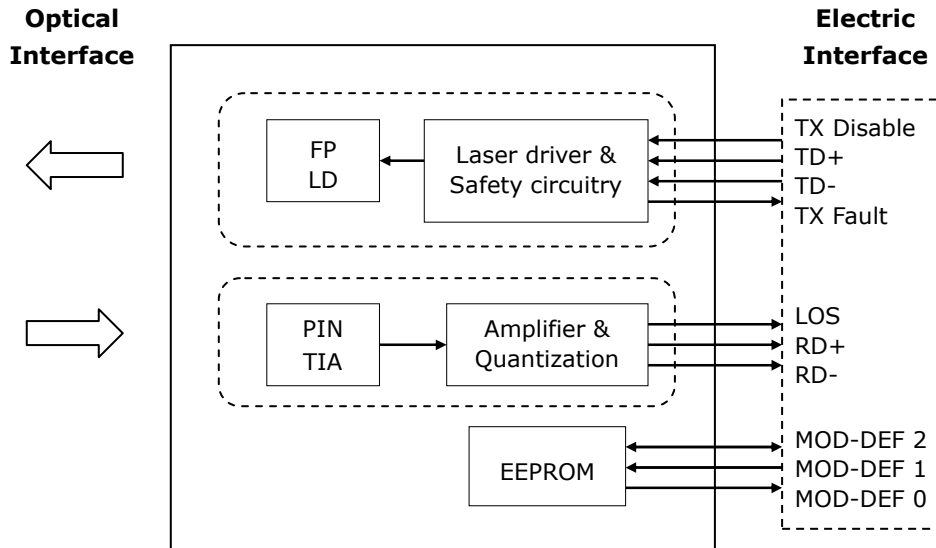 Optical
Interface
Electric
Interface
FP
LD
Laser driver &
Safety circuitry
TX Disable
TD+
TD-
TX Fault
PIN
TIA
Amplifier &
Quantization
LOS
RD+
RD-
EEPROM
MOD-DEF 2
MOD-DEF 1
MOD-DEF 0